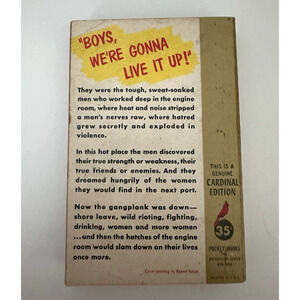 "BOYS,
WE'RE GONNA
LIVE IT UP!"
They were the tough, sweat-soaked
men who worked deep in the engine
room, where heat and noise stripped
a man's nerves raw, where hatred
grew secretly and exploded in
violence.
In this hot place the men discovered
their true strength or weakness, their
true friends or enemies. And they
dreamed hungrily of the women
they would find in the next port.
Now the gangplank was down—
shore leave, wild rioting, fighting,
drinking, women and more women
...and then the hatches of the engine
room would slam down on their lives
once more.
Cover painting by Robert
THIS IS A
GENUINE
CARDINAL
EDITION
35¢
POCKET BOOKS